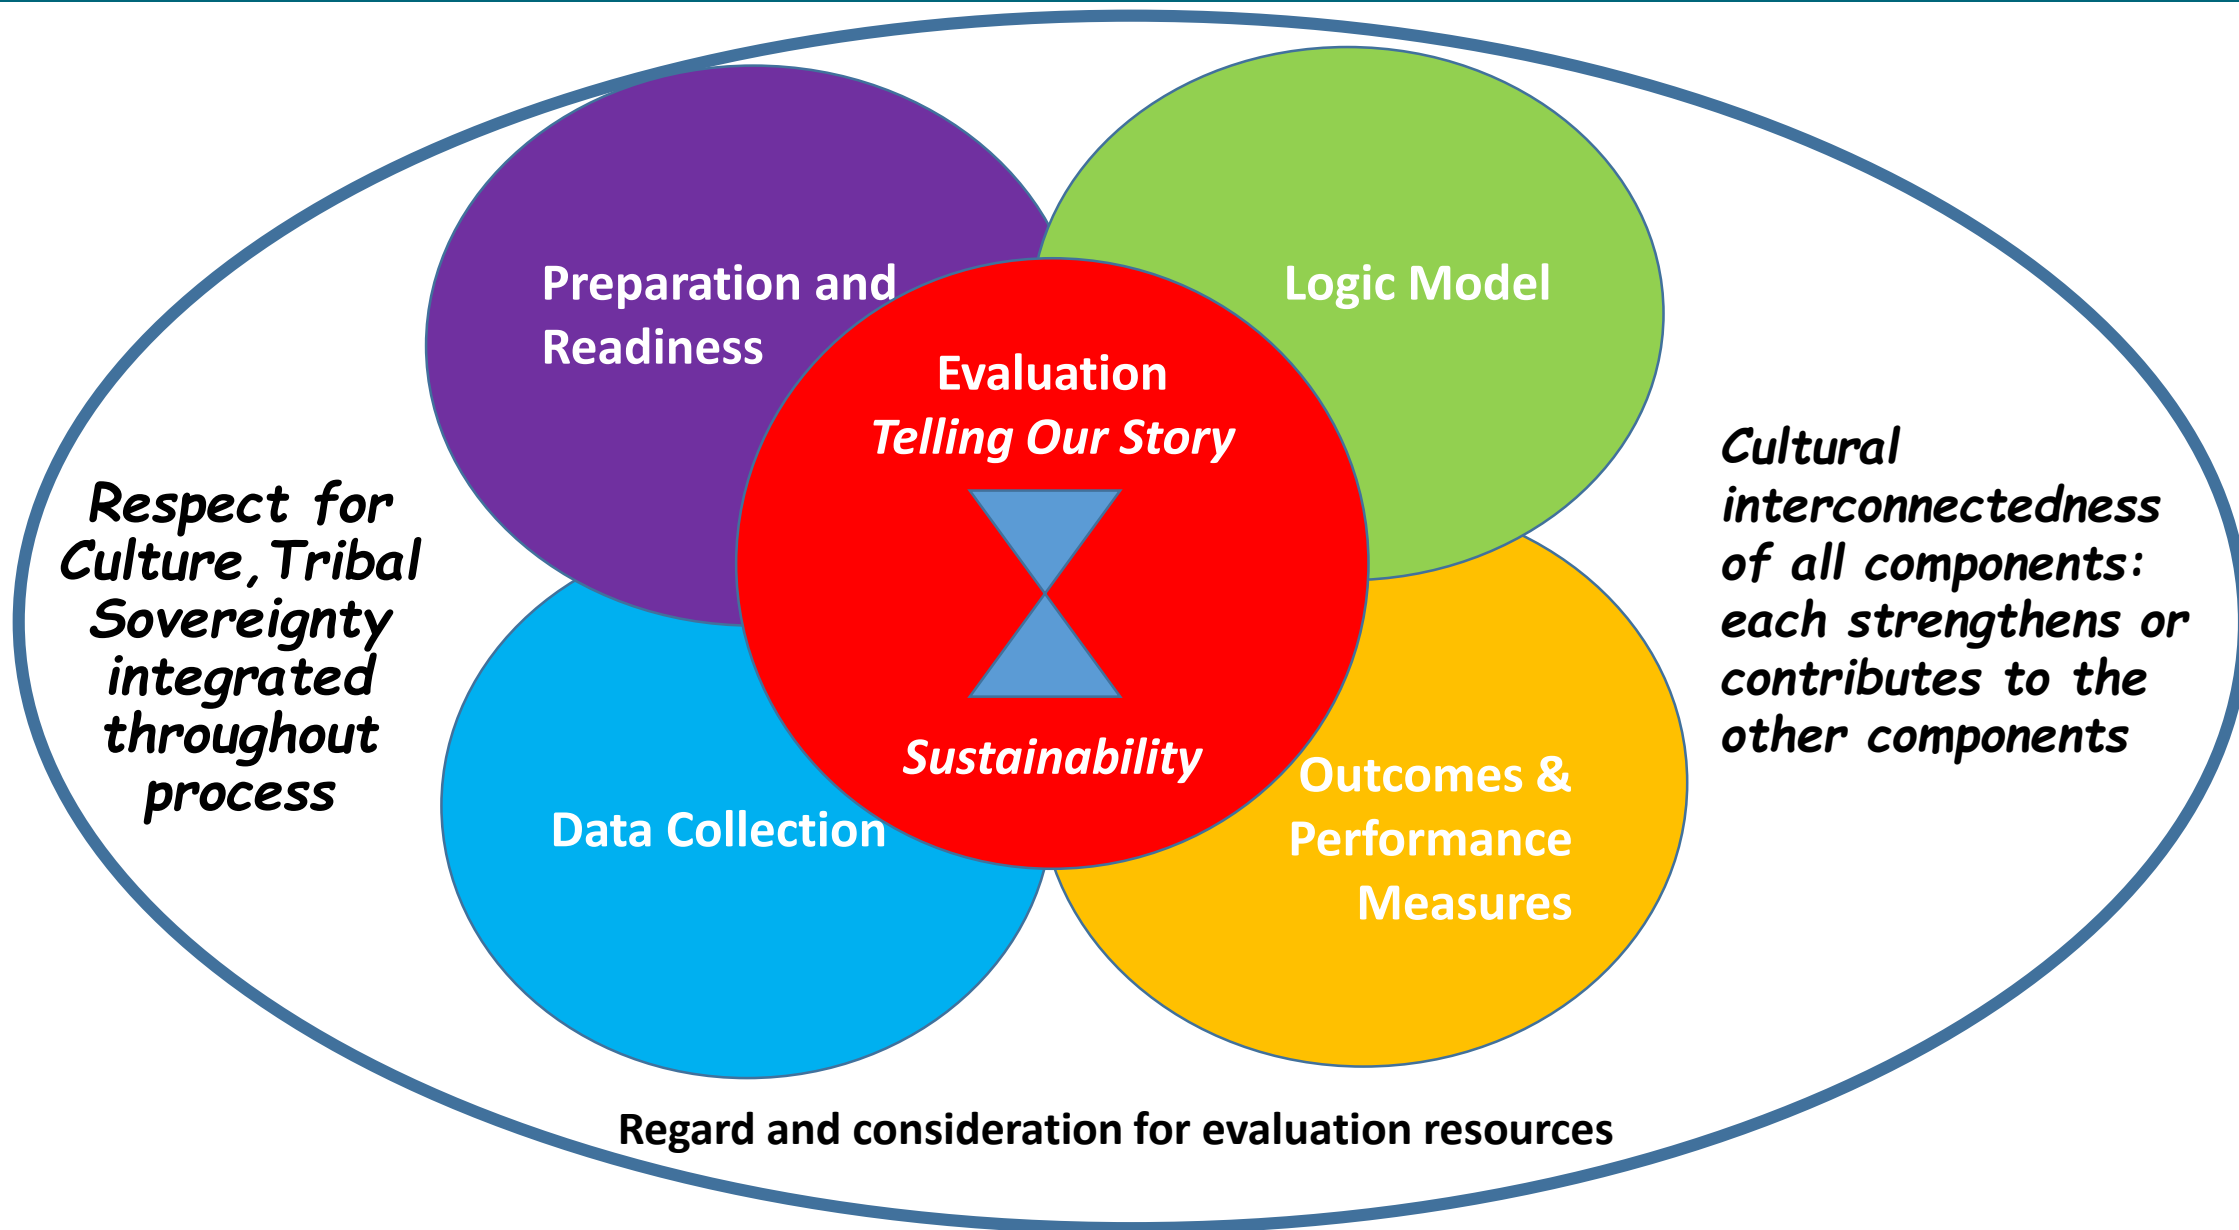 Preparation and
Readiness
Logic Model
Evaluation
Telling Our Story
Sustainability
Respect for
Culture, Tribal
Sovereignty
integrated
throughout
process
Cultural
interconnectedness
of all components:
each strengthens or
contributes to the
other components
Data Collection
Outcomes &
Performance
Measures
Regard and consideration for evaluation resources